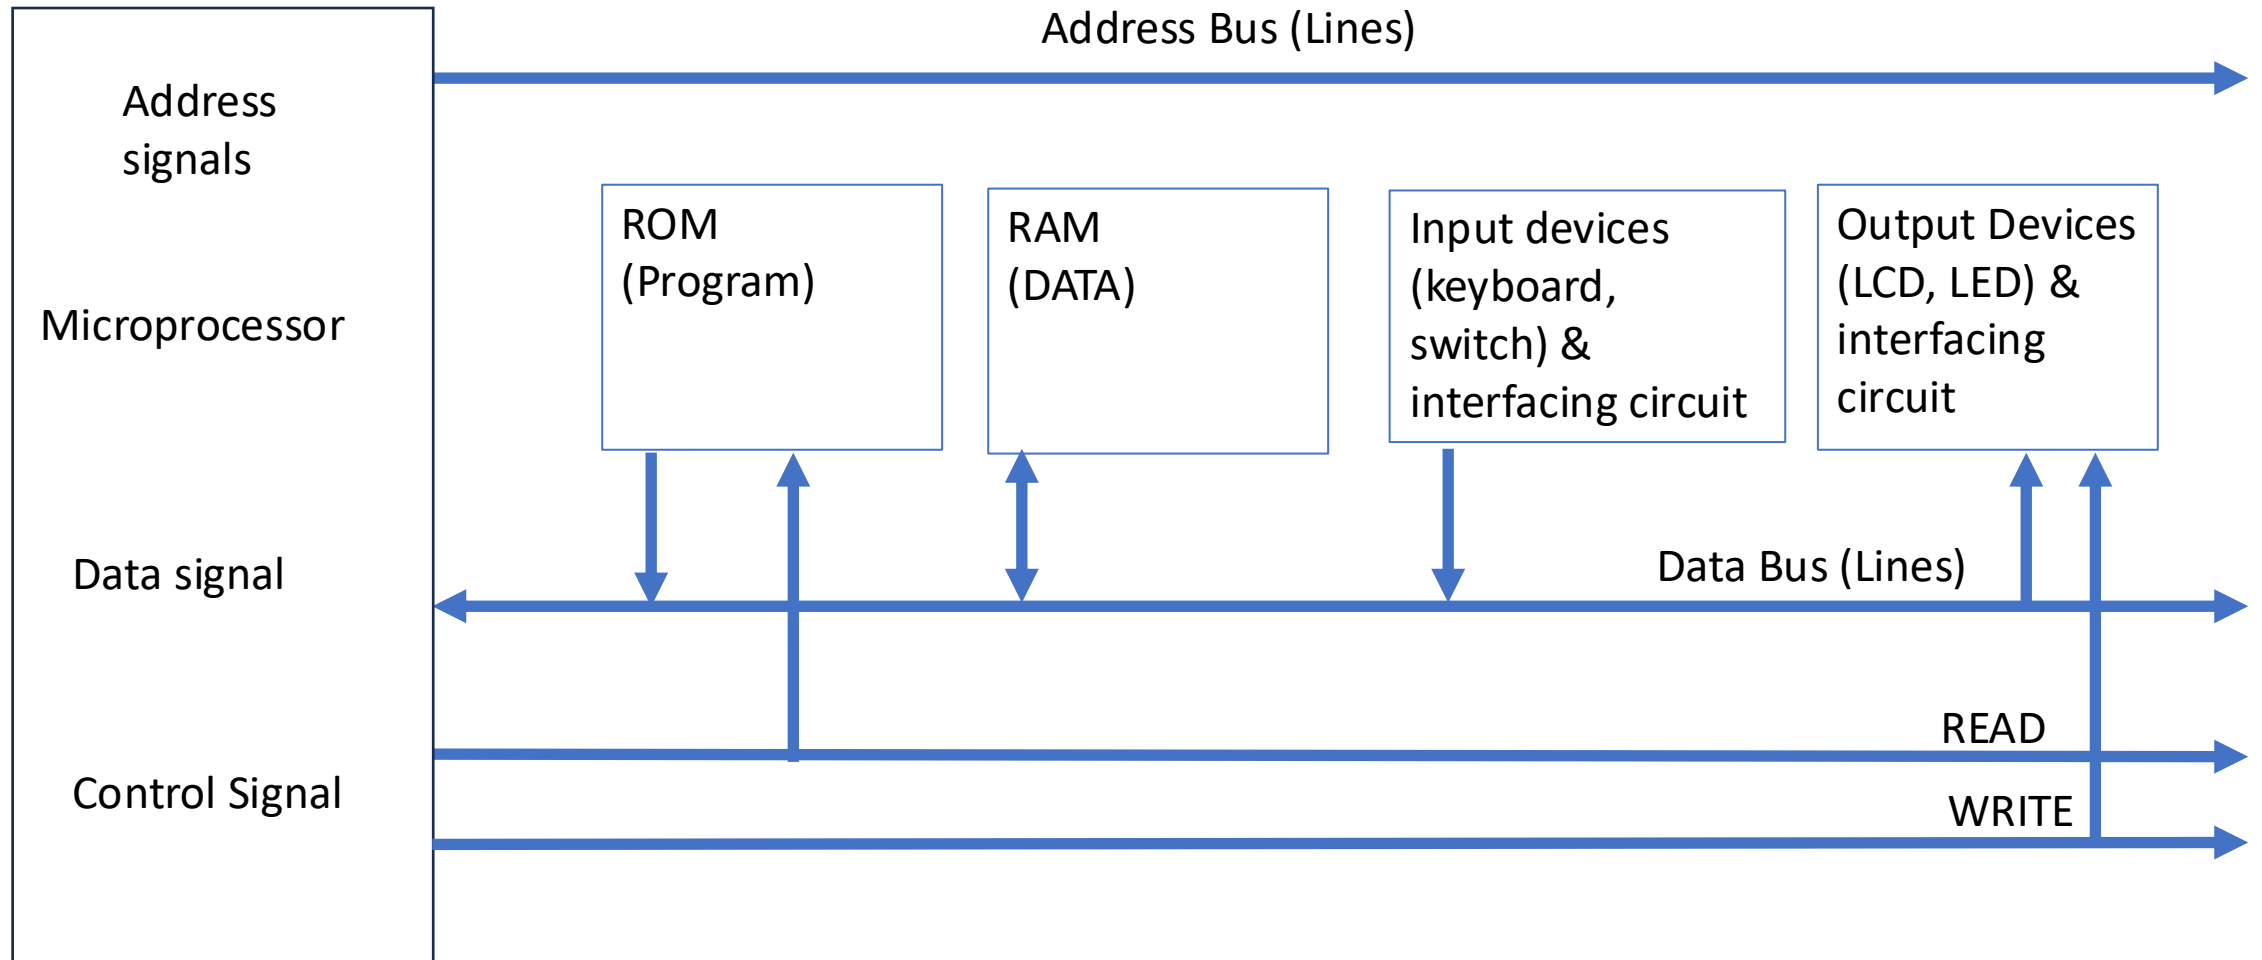 Address Bus (Lines)
Address
signals
ROM
(Program)
RAM
(DATA)
Input devices
(keyboard,
switch) &
interfacing circuit
Output Devices
(LCD, LED) &
interfacing
circuit
Microprocessor
Data signal
Data Bus (Lines)
READ
Control Signal
WRITE